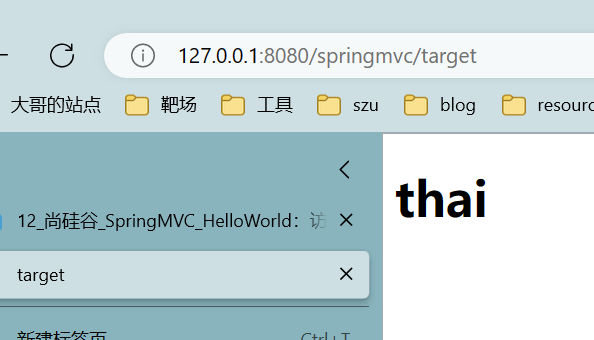 127.0.0.1:8080/springmvc/target
大哥的站点 靶场 工具 szu blog resourc
12_尚硅谷_SpringMVC_HelloWorld：访
thai
target
新建标签页 Ctrl+T